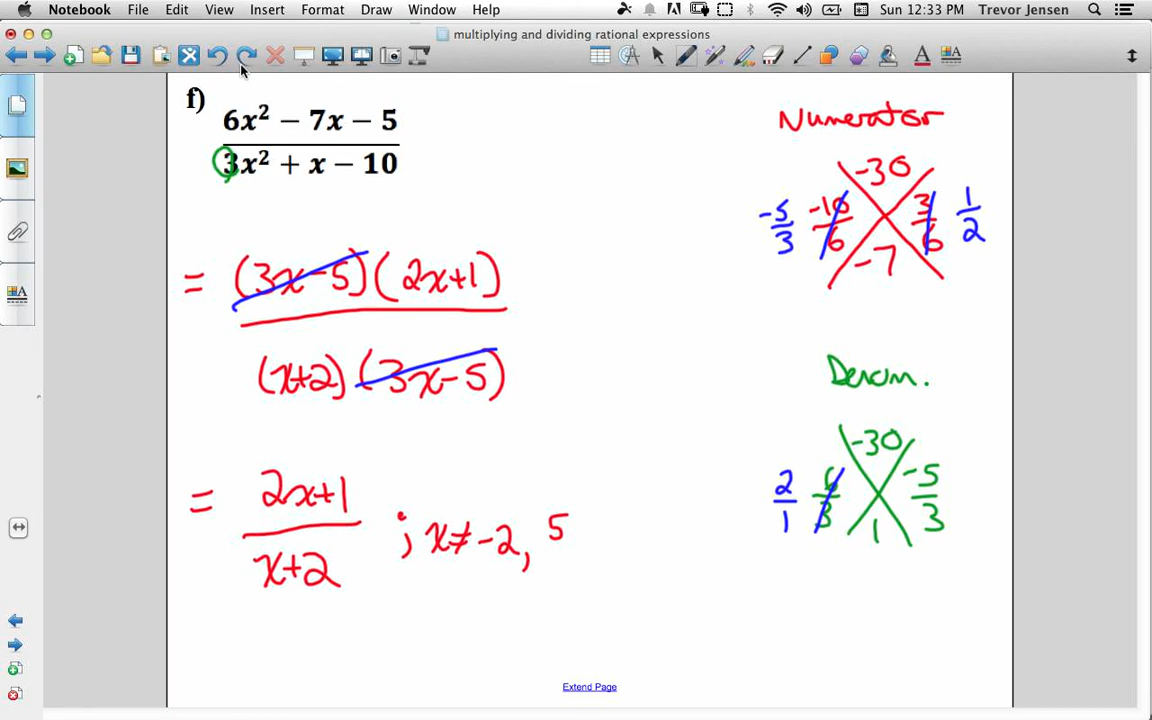 Notebook File Edit View Insert Format Draw Window Help Sun 12:33 PM Trevor Jensen
multiplying and dividing rational expressions
f)
6x² − 7x − 5
3x² + x − 10
= (3x-5)(2x+1)
(x+2)(3x-5)
= 2x+1
x+2
; x≠-2, 5
Numerator
-30
-5/3 -10/6 3/6 1/2
-7
Denom.
-30
2/1 6/3 -5/3
1
Extend Page